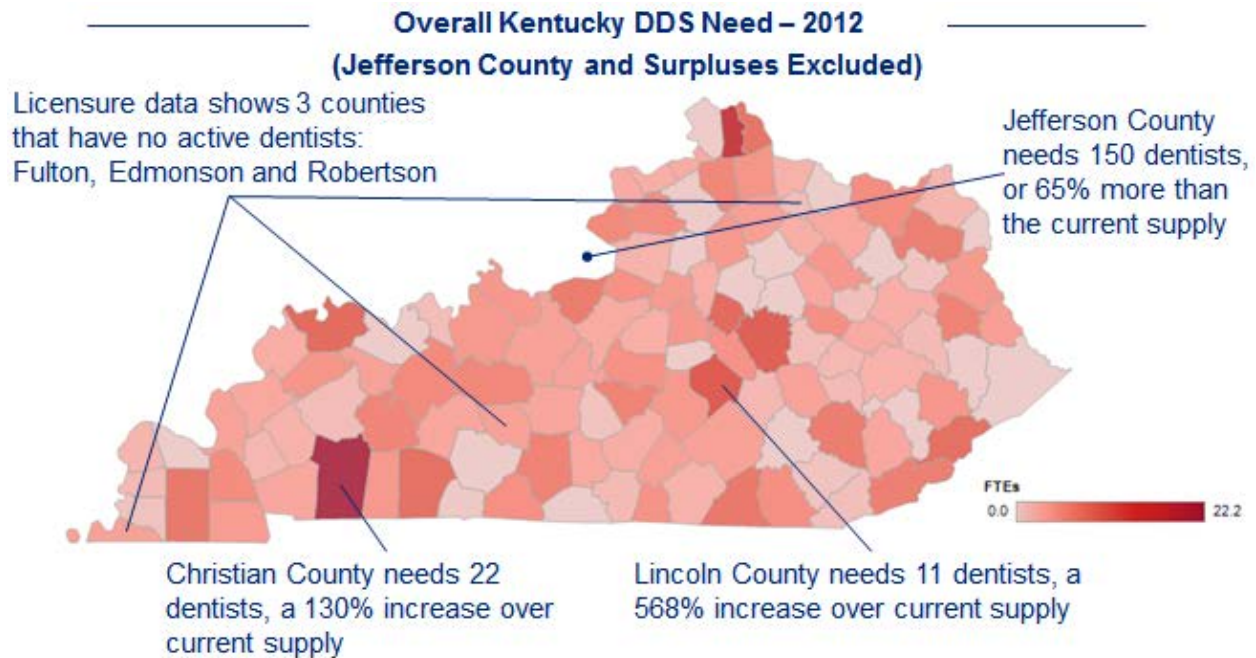 Overall Kentucky DDS Need – 2012
(Jefferson County and Surpluses Excluded)
Licensure data shows 3 counties
that have no active dentists:
Fulton, Edmonson and Robertson
Jefferson County
needs 150 dentists,
or 65% more than
the current supply
FTEs
0.0 22.2
Christian County needs 22
dentists, a 130% increase over
current supply
Lincoln County needs 11 dentists, a
568% increase over current supply